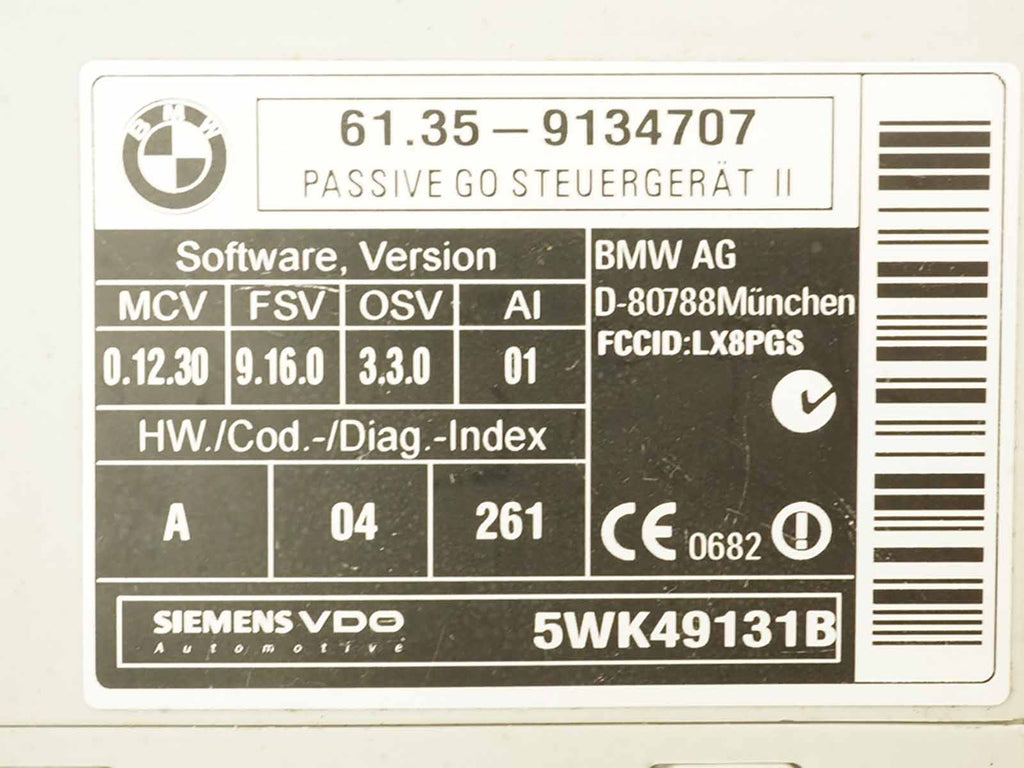 BMW
61.35 – 9134707
PASSIVE GO STEUERGERÄT II
Software, Version
MCV FSV OSV AI
0.12.30 9.16.0 3.3.0 01
HW./Cod.-/Diag.-Index
A 04 261
BMW AG
D-80788München
FCCID:LX8PGS
CE 0682
SIEMENS VDO
Automotive
5WK49131B